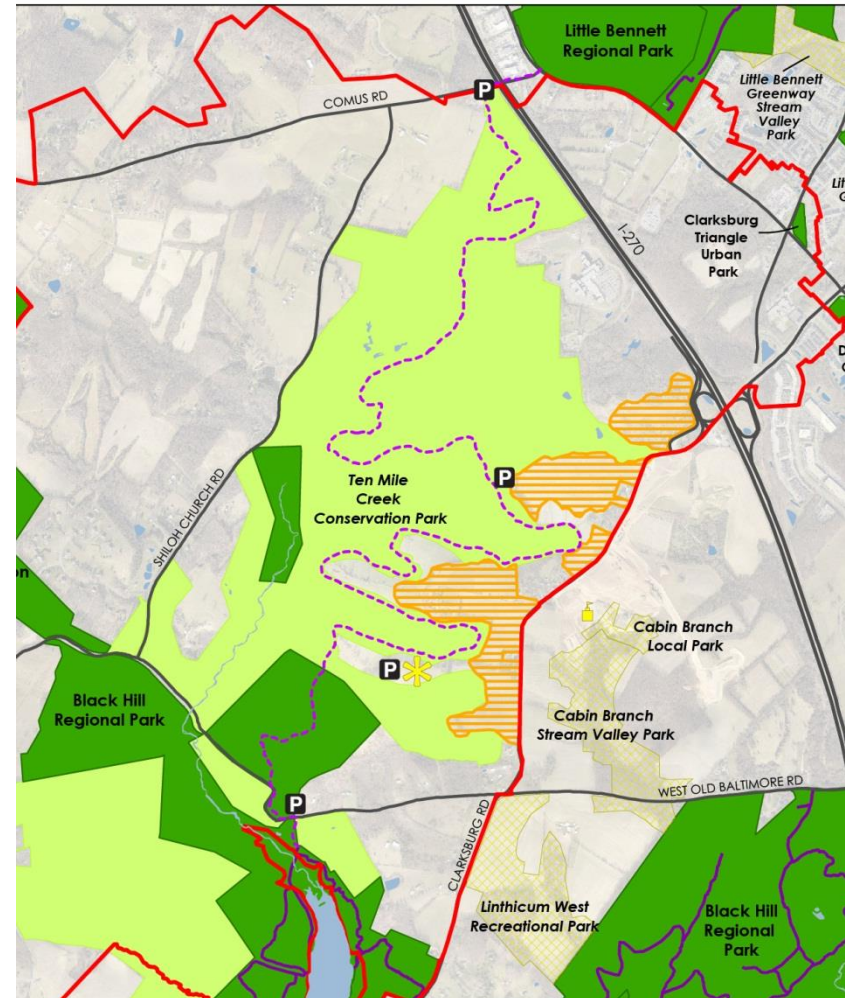 Little Bennett
Regional Park
Little Bennett
Greenway
Stream
Valley
Park
P
COMUS RD
I-270
Clarksburg
Triangle
Urban
Park
SHILOH CHURCH RD
Ten Mile
Creek
Conservation Park
P
P
Cabin Branch
Local Park
Black Hill
Regional Park
Cabin Branch
Stream Valley Park
P
WEST OLD BALTIMORE RD
CLARKSBURG RD
Linthicum West
Recreational Park
Black Hill
Regional
Park